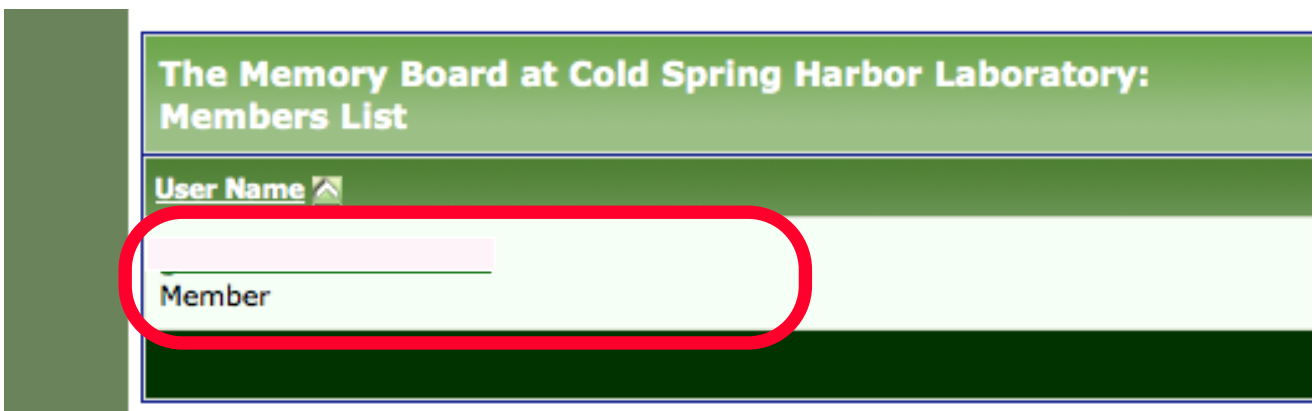 The Memory Board at Cold Spring Harbor Laboratory:
Members List
User Name
Member